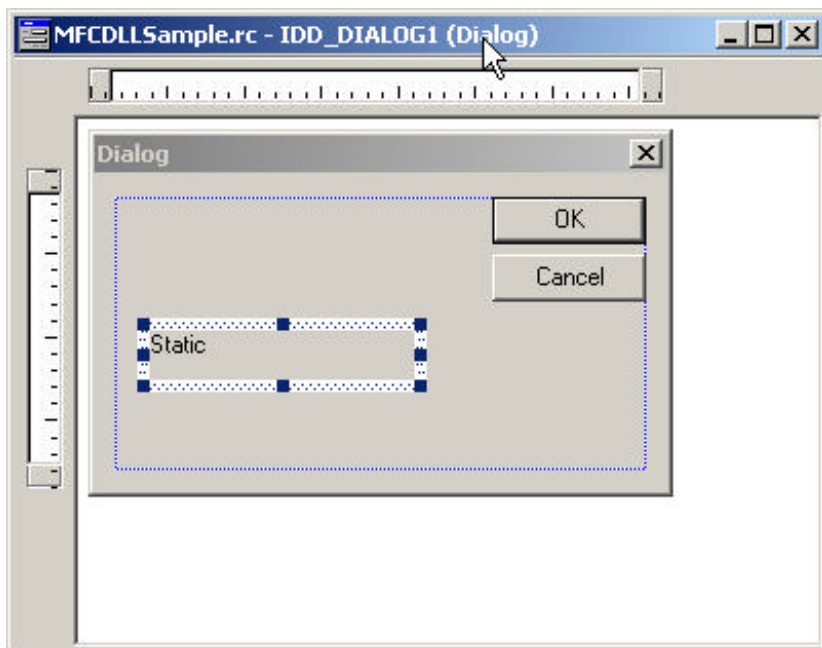 MFCDLLSample.rc - IDD_DIALOG1 (Dialog)
Dialog
OK
Cancel
Static